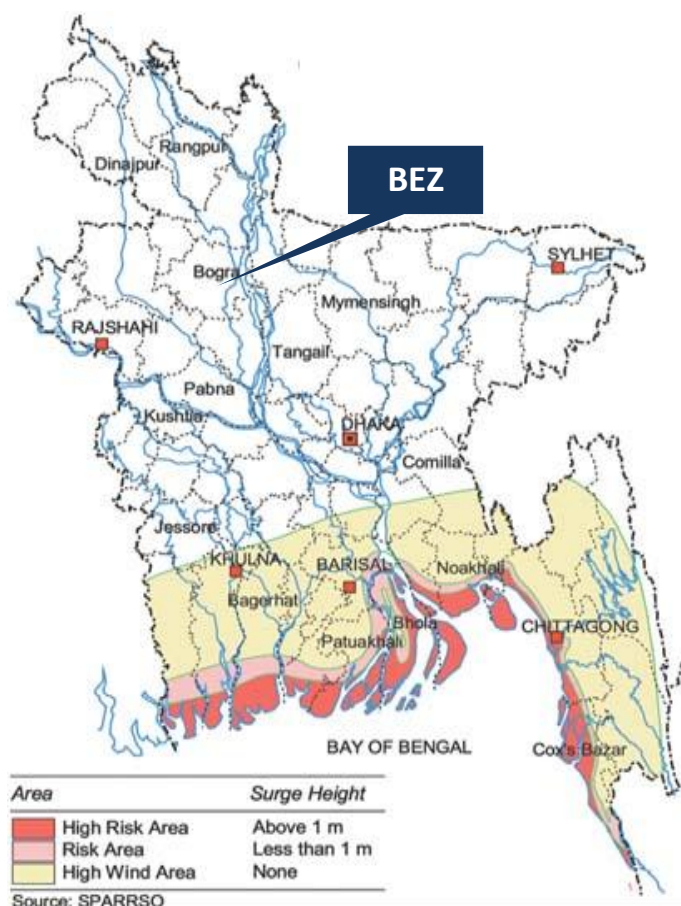 Rangpur
Dinajpur
BEZ
SYLHET
Bogra
Mymensingh
RAJSHAHI
Tangail
Pabna
Kushtia
DHAKA
Comilla
Jessore
KHULNA
BARISAL
Noakhali
Bagerhat
Bhola
CHITTAGONG
Patuakhali
BAY OF BENGAL
Cox's Bazar
Area Surge Height
High Risk Area Above 1 m
Risk Area Less than 1 m
High Wind Area None
Source: SPARRSO